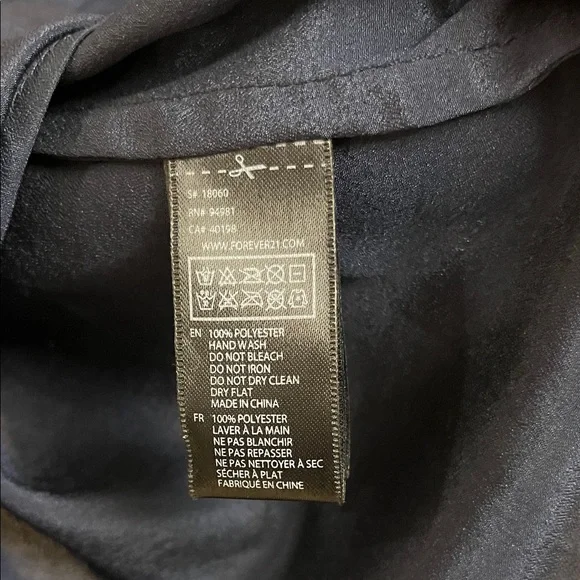 S# 18060
RN# 94981
CA# 40198
WWW.FOREVER21.COM
EN 100% POLYESTER
HAND WASH
DO NOT BLEACH
DO NOT IRON
DO NOT DRY CLEAN
DRY FLAT
MADE IN CHINA
FR 100% POLYESTER
LAVER À LA MAIN
NE PAS BLANCHIR
NE PAS REPASSER
NE PAS NETTOYER À SEC
SÉCHER À PLAT
FABRIQUÉ EN CHINE